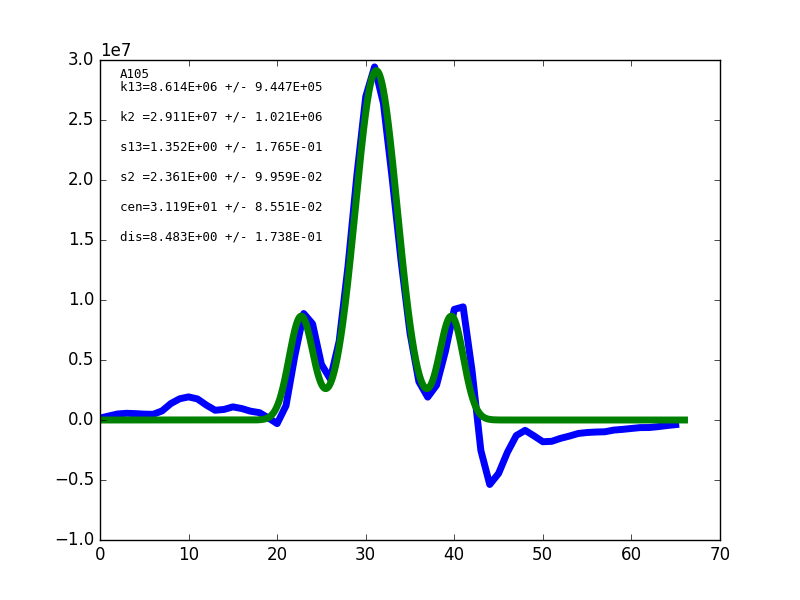 1e7
A105
k13=8.614E+06 +/- 9.447E+05
k2 =2.911E+07 +/- 1.021E+06
s13=1.352E+00 +/- 1.765E-01
s2 =2.361E+00 +/- 9.959E-02
cen=3.119E+01 +/- 8.551E-02
dis=8.483E+00 +/- 1.738E-01
3.0
2.5
2.0
1.5
1.0
0.5
0.0
−0.5
−1.0
0 10 20 30 40 50 60 70